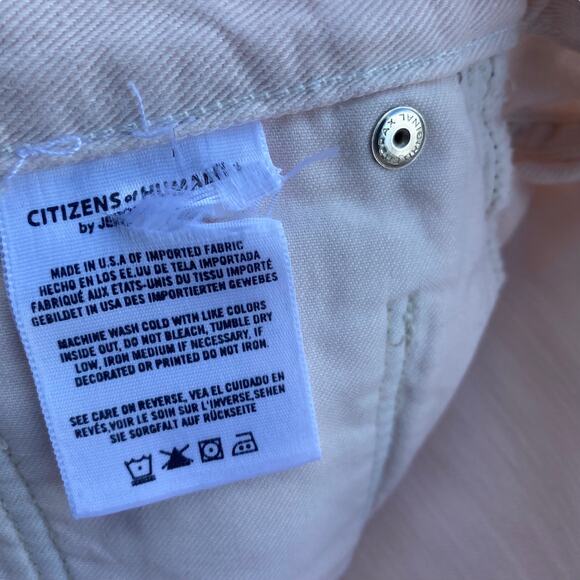 CITIZENS of HUMANITY
by
MADE IN U.S.A OF IMPORTED FABRIC
HECHO EN LOS EE.UU DE TELA IMPORTADA
FABRIQUÉ AUX ETATS-UNIS DU TISSU IMPORTÉ
GEBILDET IN USA DES IMPORTIERTEN GEWEBES
MACHINE WASH COLD WITH LIKE COLORS
INSIDE OUT, DO NOT BLEACH, TUMBLE DRY
LOW, IRON MEDIUM IF NECESSARY, IF
DECORATED OR PRINTED DO NOT IRON.
SEE CARE ON REVERSE, VEA EL CUIDADO EN
REVÉS,VOIR LE SOIN SUR L'INVERSE,SEHEN
SIE SORGFALT AUF RÜCKSEITE
ORIGINAL